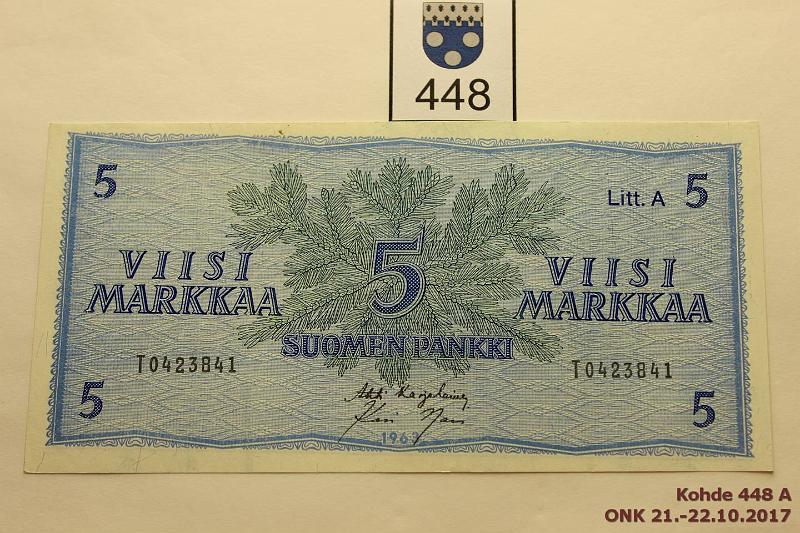 448
5
5
Litt. A
VIISI
MARKKAA
5
VIISI
MARKKAA
SUOMEN PANKKI
T0423841
T0423841
5
5
1963
Kohde 448 A
ONK 21.-22.10.2017